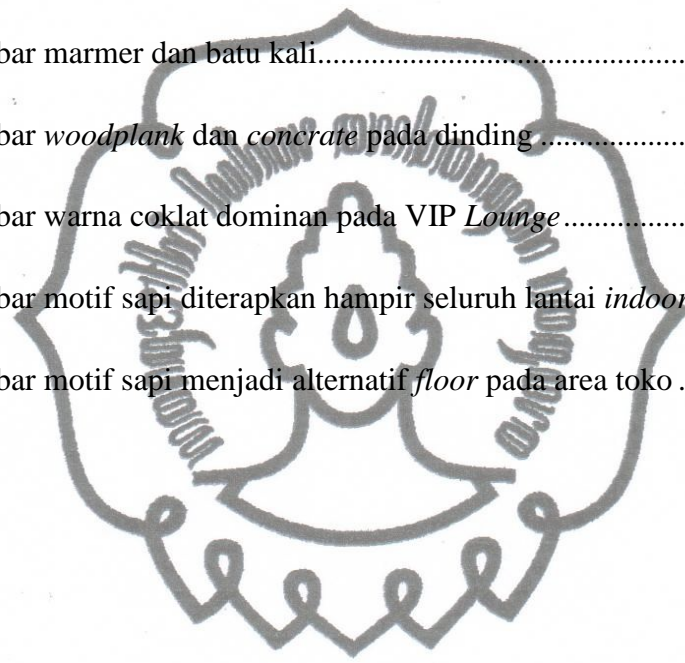 bar marmer dan batu kali................................................
bar woodplank dan concrate pada dinding ...................
bar warna coklat dominan pada VIP Lounge................
bar motif sapi diterapkan hampir seluruh lantai indoor
bar motif sapi menjadi alternatif floor pada area toko .